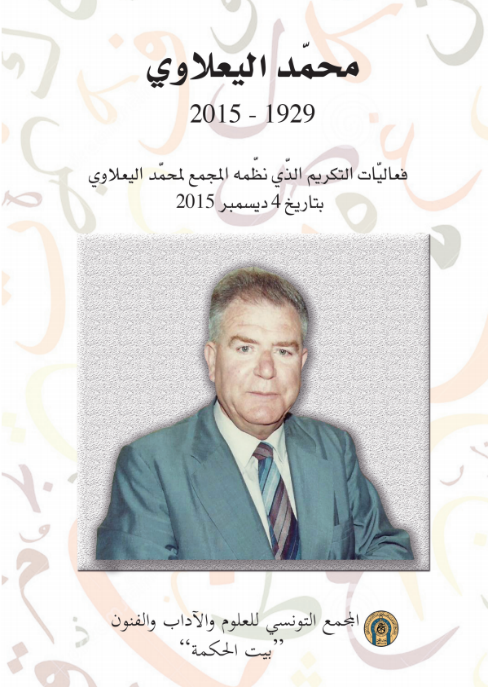 محمّد اليعلاوي
1929 - 2015
فعاليّات التكريم الذّي نظّمه المجمع لمحمّد اليعلاوي
بتاريخ 4 ديسمبر 2015
المجمع التونسي للعلوم والآداب والفنون
”بيت الحكمة“